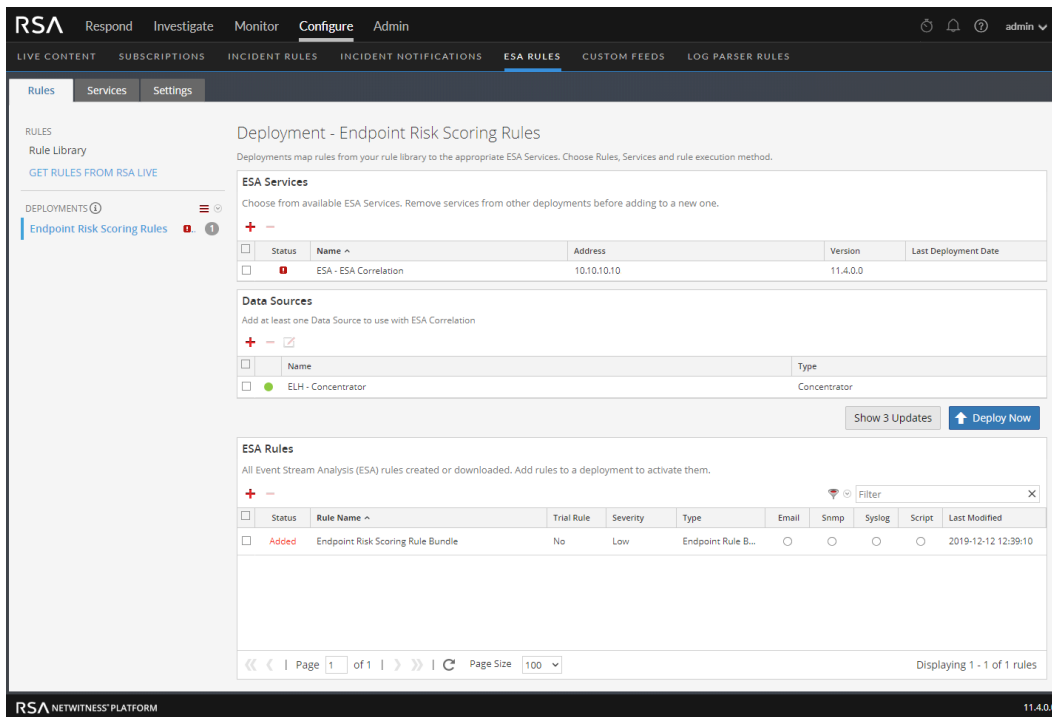 RSA Respond Investigate Monitor Configure Admin admin
LIVE CONTENT SUBSCRIPTIONS INCIDENT RULES INCIDENT NOTIFICATIONS ESA RULES CUSTOM FEEDS LOG PARSER RULES
Rules Services Settings
RULES
Rule Library
GET RULES FROM RSA LIVE
DEPLOYMENTS
Endpoint Risk Scoring Rules 1
Deployment - Endpoint Risk Scoring Rules
Deployments map rules from your rule library to the appropriate ESA Services. Choose Rules, Services and rule execution method.
ESA Services
Choose from available ESA Services. Remove services from other deployments before adding to a new one.
Status Name Address Version Last Deployment Date
ESA - ESA Correlation 10.10.10.10 11.4.0.0
Data Sources
Add at least one Data Source to use with ESA Correlation
Name Type
ELH - Concentrator Concentrator
Show 3 Updates Deploy Now
ESA Rules
All Event Stream Analysis (ESA) rules created or downloaded. Add rules to a deployment to activate them.
Filter
Status Rule Name Trial Rule Severity Type Email Snmp Syslog Script Last Modified
Added Endpoint Risk Scoring Rule Bundle No Low Endpoint Rule B... 2019-12-12 12:39:10
Page 1 of 1 Page Size 100 Displaying 1 - 1 of 1 rules
RSA NETWITNESS® PLATFORM 11.4.0.